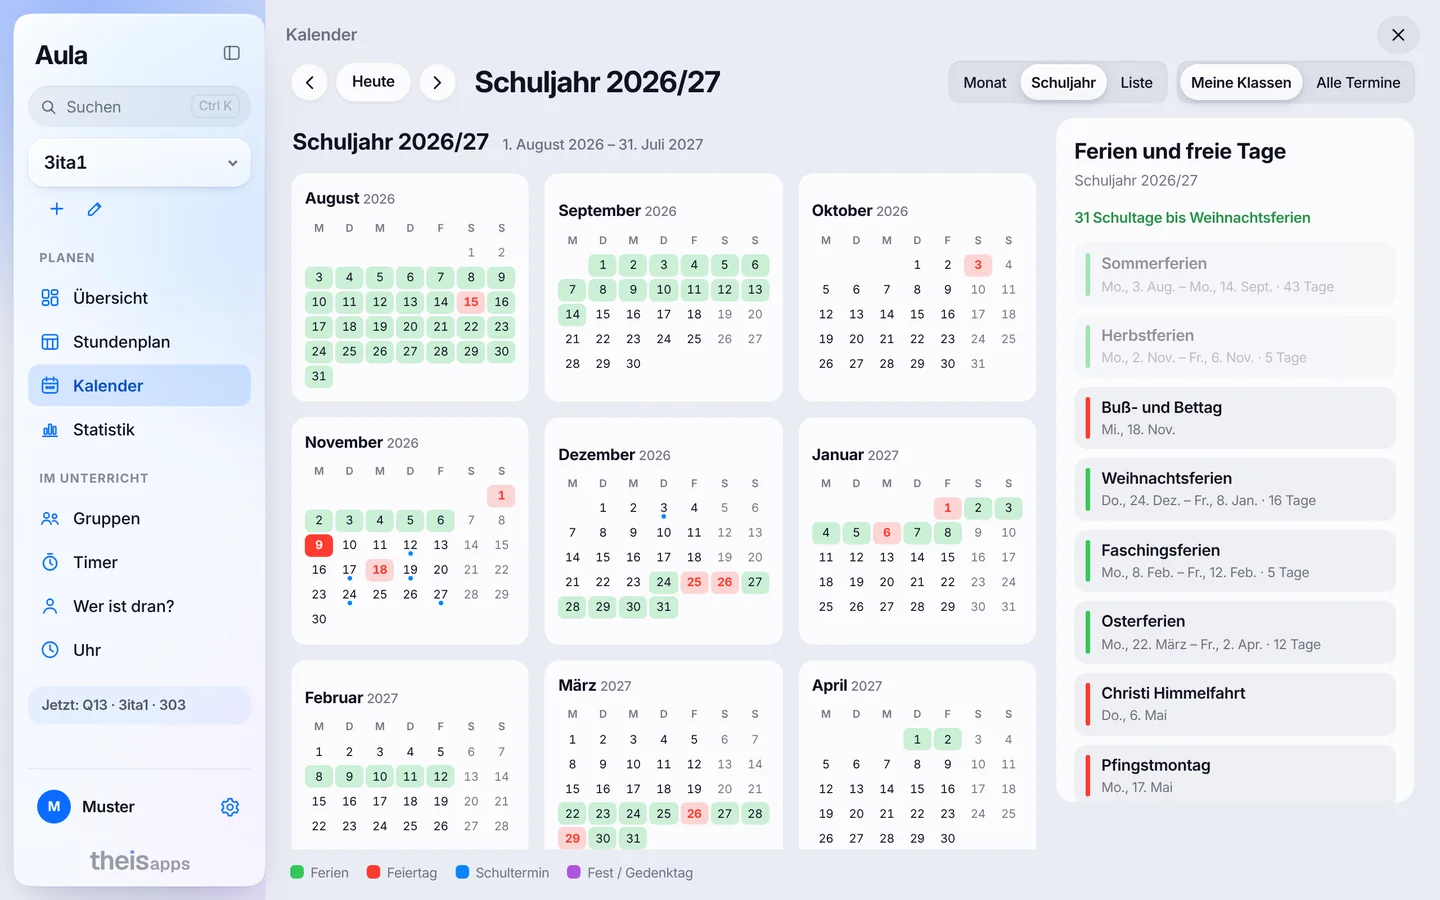 Aula
Suchen
Ctrl K
3ita1
PLANEN
Übersicht
Stundenplan
Kalender
Statistik
IM UNTERRICHT
Gruppen
Timer
Wer ist dran?
Uhr
Jetzt: Q13 · 3ita1 · 303
M
Muster
theisapps
Kalender
Heute
Schuljahr 2026/27
Monat
Schuljahr
Liste
Meine Klassen
Alle Termine
Schuljahr 2026/27 1. August 2026 – 31. Juli 2027
August 2026
M D M D F S S
1 2
3 4 5 6 7 8 9
10 11 12 13 14 15 16
17 18 19 20 21 22 23
24 25 26 27 28 29 30
31
September 2026
M D M D F S S
1 2 3 4 5 6
7 8 9 10 11 12 13
14 15 16 17 18 19 20
21 22 23 24 25 26 27
28 29 30
Oktober 2026
M D M D F S S
1 2 3 4
5 6 7 8 9 10 11
12 13 14 15 16 17 18
19 20 21 22 23 24 25
26 27 28 29 30 31
November 2026
M D M D F S S
1
2 3 4 5 6 7 8
9 10 11 12 13 14 15
16 17 18 19 20 21 22
23 24 25 26 27 28 29
30
Dezember 2026
M D M D F S S
1 2 3 4 5 6
7 8 9 10 11 12 13
14 15 16 17 18 19 20
21 22 23 24 25 26 27
28 29 30 31
Januar 2027
M D M D F S S
1 2 3
4 5 6 7 8 9 10
11 12 13 14 15 16 17
18 19 20 21 22 23 24
25 26 27 28 29 30 31
Februar 2027
M D M D F S S
1 2 3 4 5 6 7
8 9 10 11 12 13 14
15 16 17 18 19 20 21
22 23 24 25 26 27 28
März 2027
M D M D F S S
1 2 3 4 5 6 7
8 9 10 11 12 13 14
15 16 17 18 19 20 21
22 23 24 25 26 27 28
29 30 31
April 2027
M D M D F S S
1 2 3 4
5 6 7 8 9 10 11
12 13 14 15 16 17 18
19 20 21 22 23 24 25
26 27 28 29 30
Ferien
Feiertag
Schultermin
Fest / Gedenktag
Ferien und freie Tage
Schuljahr 2026/27
31 Schultage bis Weihnachtsferien
Sommerferien
Mo., 3. Aug. – Mo., 14. Sept. · 43 Tage
Herbstferien
Mo., 2. Nov. – Fr., 6. Nov. · 5 Tage
Buß- und Bettag
Mi., 18. Nov.
Weihnachtsferien
Do., 24. Dez. – Fr., 8. Jan. · 16 Tage
Faschingsferien
Mo., 8. Feb. – Fr., 12. Feb. · 5 Tage
Osterferien
Mo., 22. März – Fr., 2. Apr. · 12 Tage
Christi Himmelfahrt
Do., 6. Mai
Pfingstmontag
Mo., 17. Mai